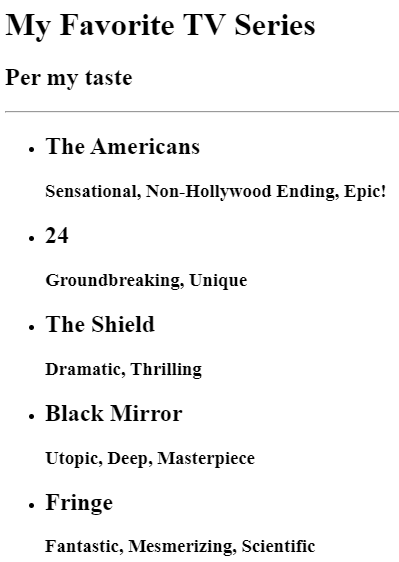 My Favorite TV Series
Per my taste
The Americans
Sensational, Non-Hollywood Ending, Epic!
24
Groundbreaking, Unique
The Shield
Dramatic, Thrilling
Black Mirror
Utopic, Deep, Masterpiece
Fringe
Fantastic, Mesmerizing, Scientific